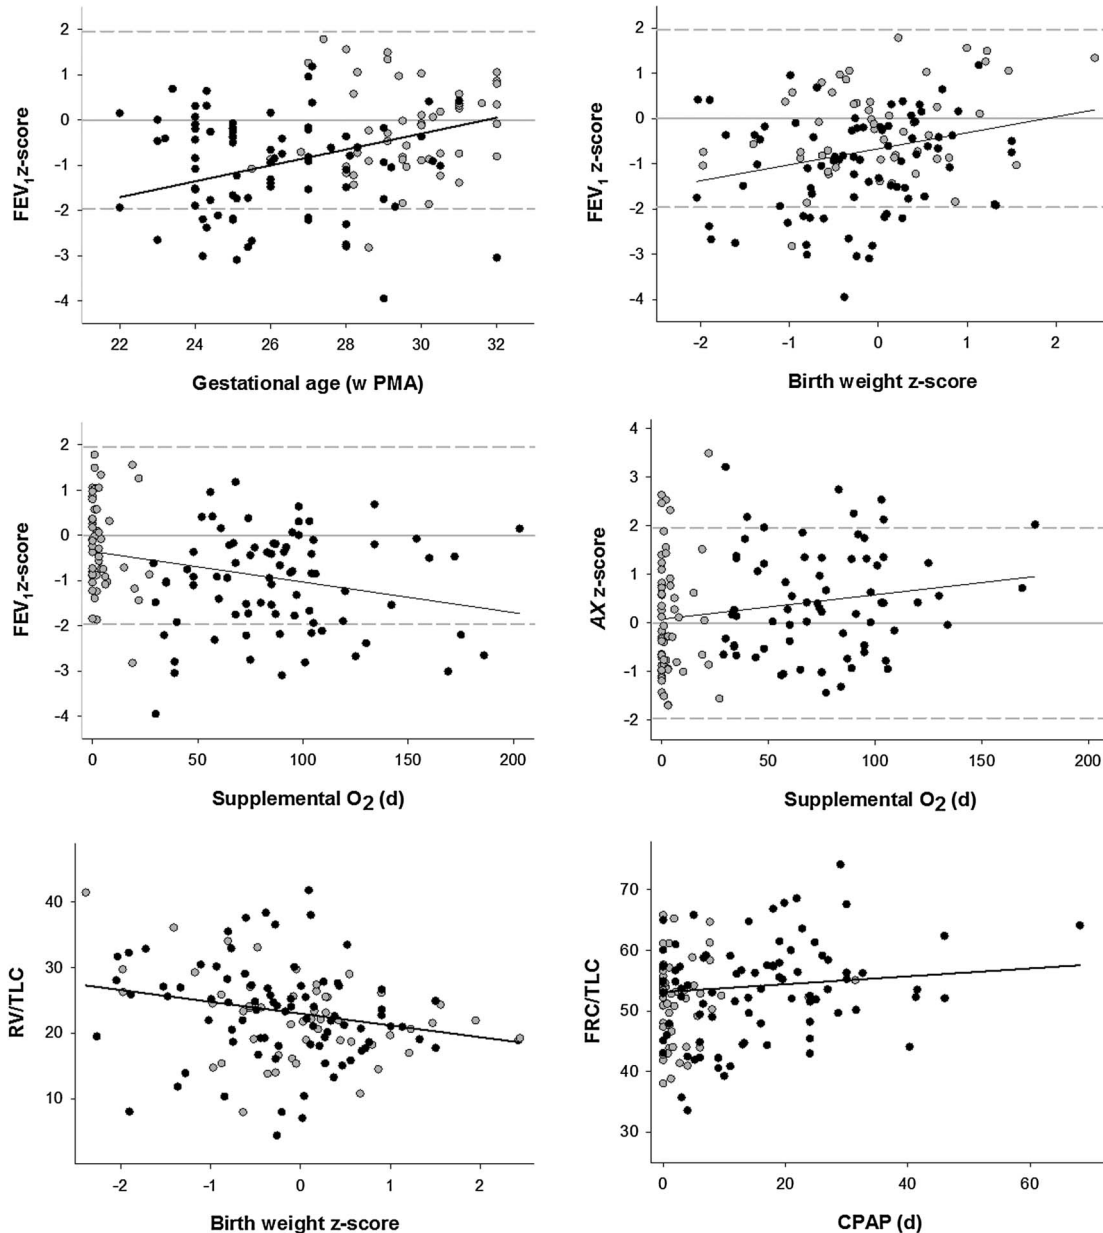 2
1
0
-1
-2
-3
-4
FEV1 z-score
22 24 26 28 30 32
Gestational age (w PMA)
2
1
0
-1
-2
-3
-4
FEV1 z-score
-2 -1 0 1 2
Birth weight z-score
2
1
0
-1
-2
-3
-4
FEV1 z-score
0 50 100 150 200
Supplemental O2 (d)
4
3
2
1
0
-1
-2
AX z-score
0 50 100 150 200
Supplemental O2 (d)
40
30
20
10
RV/TLC
-2 -1 0 1 2
Birth weight z-score
70
60
50
40
30
FRC/TLC
0 20 40 60
CPAP (d)